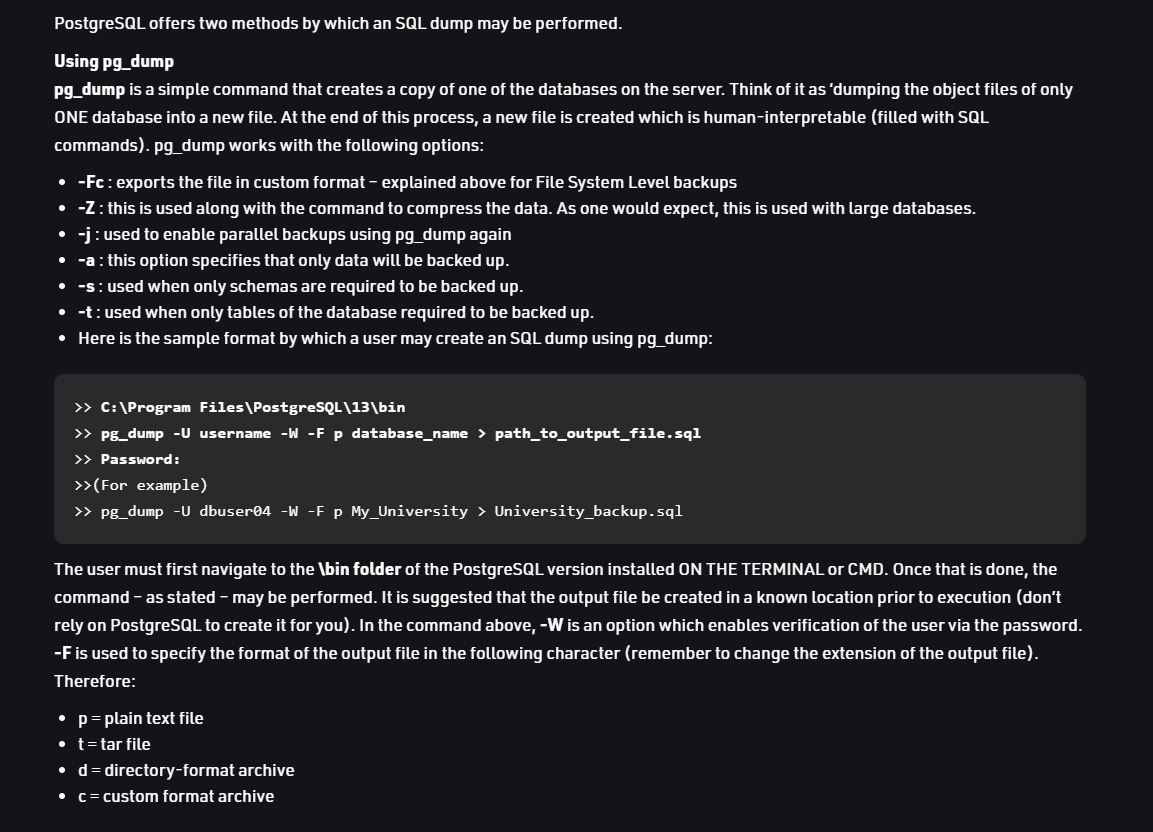 PostgreSQL offers two methods by which an SQL dump may be performed.
Using pg_dump
pg_dump is a simple command that creates a copy of one of the databases on the server. Think of it as ‘dumping the object files of only
ONE database into a new file. At the end of this process, a new file is created which is human-interpretable (filled with SQL
commands). pg_dump works with the following options:
• -Fc : exports the file in custom format – explained above for File System Level backups
• -Z : this is used along with the command to compress the data. As one would expect, this is used with large databases.
• -j : used to enable parallel backups using pg_dump again
• -a : this option specifies that only data will be backed up.
• -s : used when only schemas are required to be backed up.
• -t : used when only tables of the database required to be backed up.
• Here is the sample format by which a user may create an SQL dump using pg_dump:
>> C:\Program Files\PostgreSQL\13\bin
>> pg_dump -U username -W -F p database_name > path_to_output_file.sql
>> Password:
>>(For example)
>> pg_dump -U dbuser04 -W -F p My_University > University_backup.sql
The user must first navigate to the \bin folder of the PostgreSQL version installed ON THE TERMINAL or CMD. Once that is done, the
command – as stated – may be performed. It is suggested that the output file be created in a known location prior to execution (don’t
rely on PostgreSQL to create it for you). In the command above, -W is an option which enables verification of the user via the password.
-F is used to specify the format of the output file in the following character (remember to change the extension of the output file).
Therefore:
• p = plain text file
• t = tar file
• d = directory-format archive
• c = custom format archive